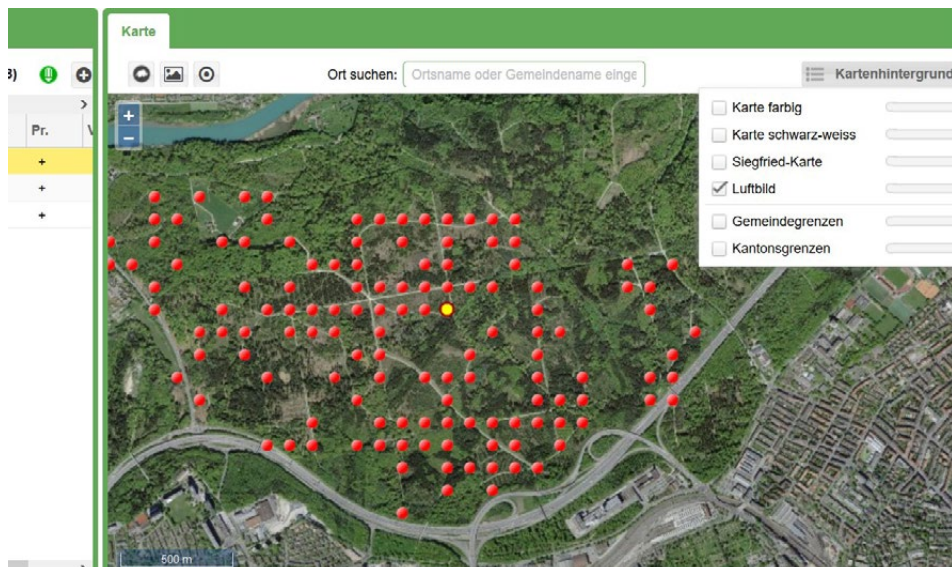 Karte
3)
Ort suchen: Ortsname oder Gemeindename einge
Kartenhintergrund
Pr.
+
+
+
+
−
Karte farbig
Karte schwarz-weiss
Siegfried-Karte
Luftbild
Gemeindegrenzen
Kantonsgrenzen
500 m